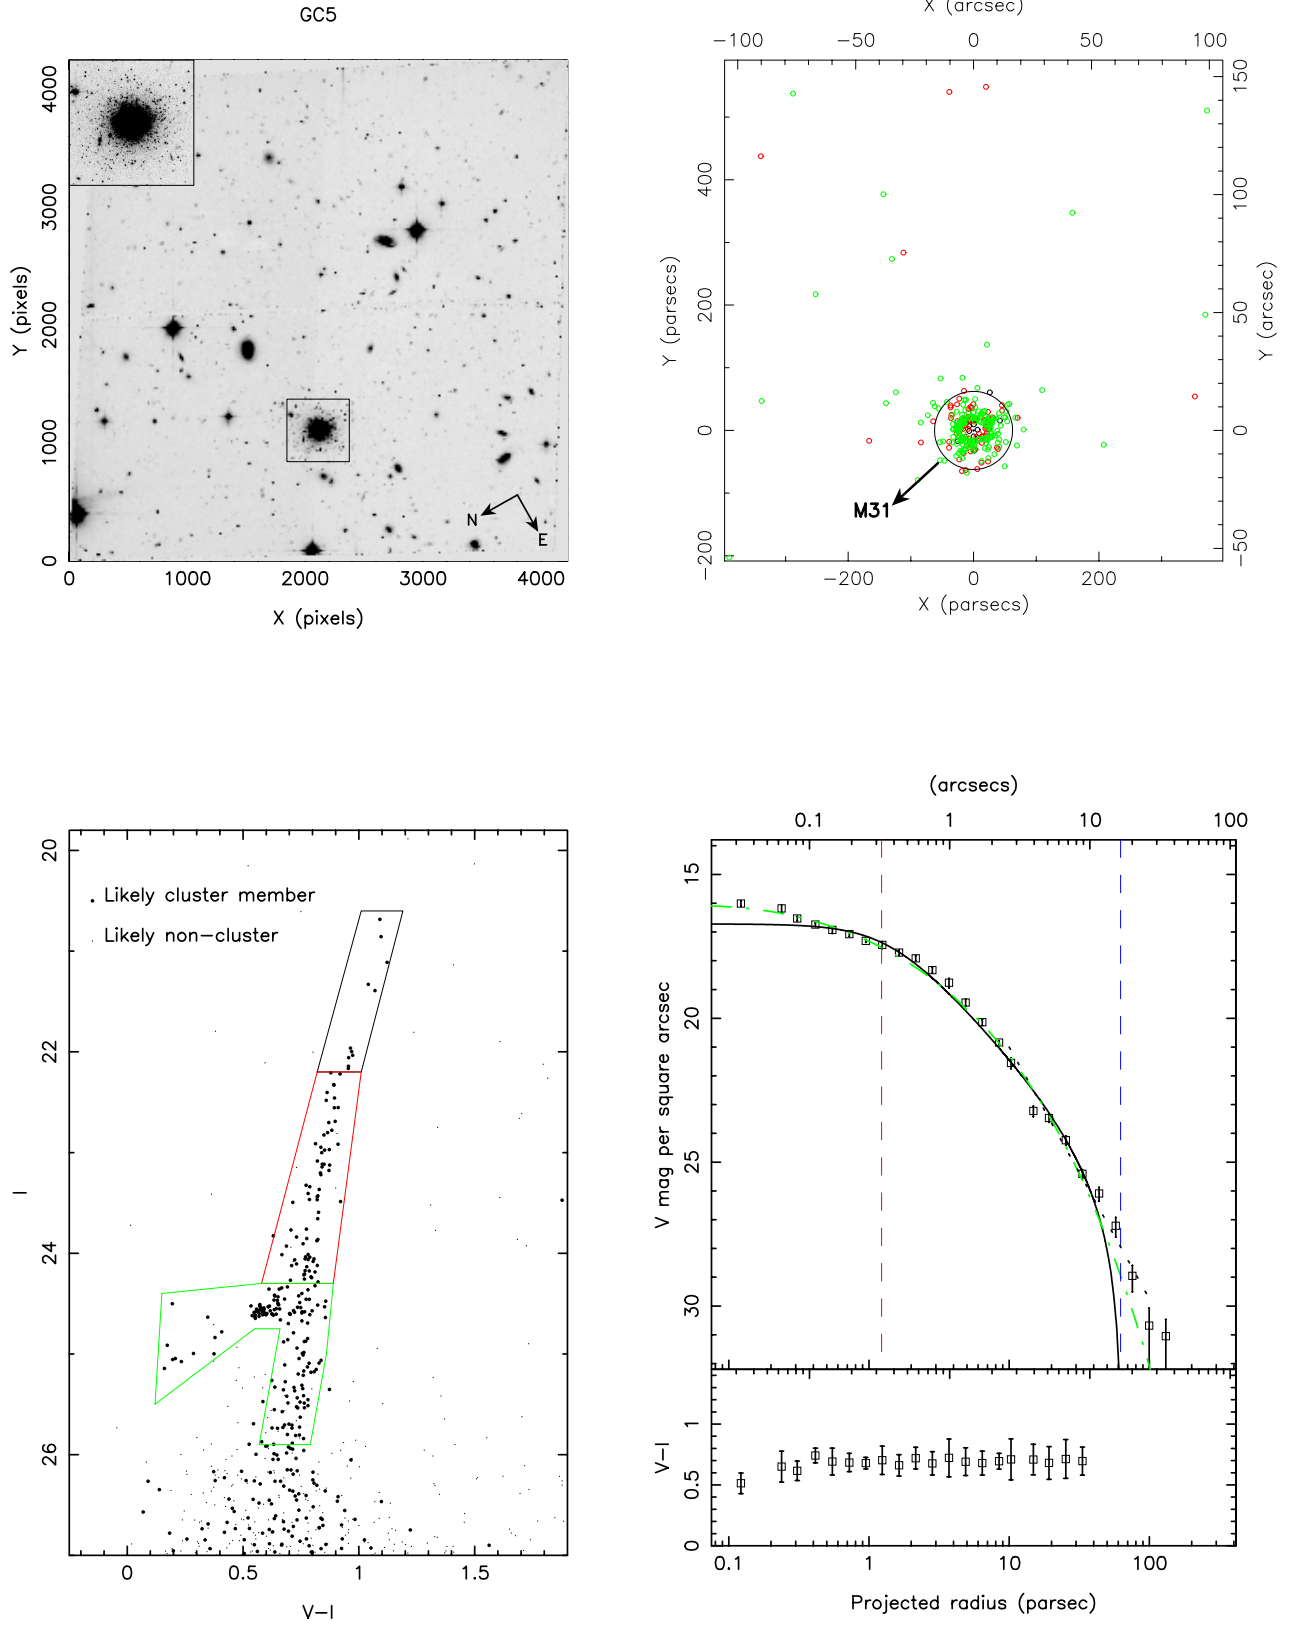 GC5
4000
3000
2000
1000
0
Y (pixels)
N
E
0 1000 2000 3000 4000
X (pixels)
X (arcsec)
−100 −50 0 50 100
400
200
0
−200
Y (parsecs)
150
100
50
0
−50
Y (arcsec)
M31
−200 0 200
X (parsecs)
20
22
24
26
I
Likely cluster member
Likely non−cluster
0 0.5 1 1.5
V−I
(arcsecs)
0.1 1 10 100
15
20
25
30
V mag per square arcsec
1
0.5
0
V−I
0.1 1 10 100
Projected radius (parsec)